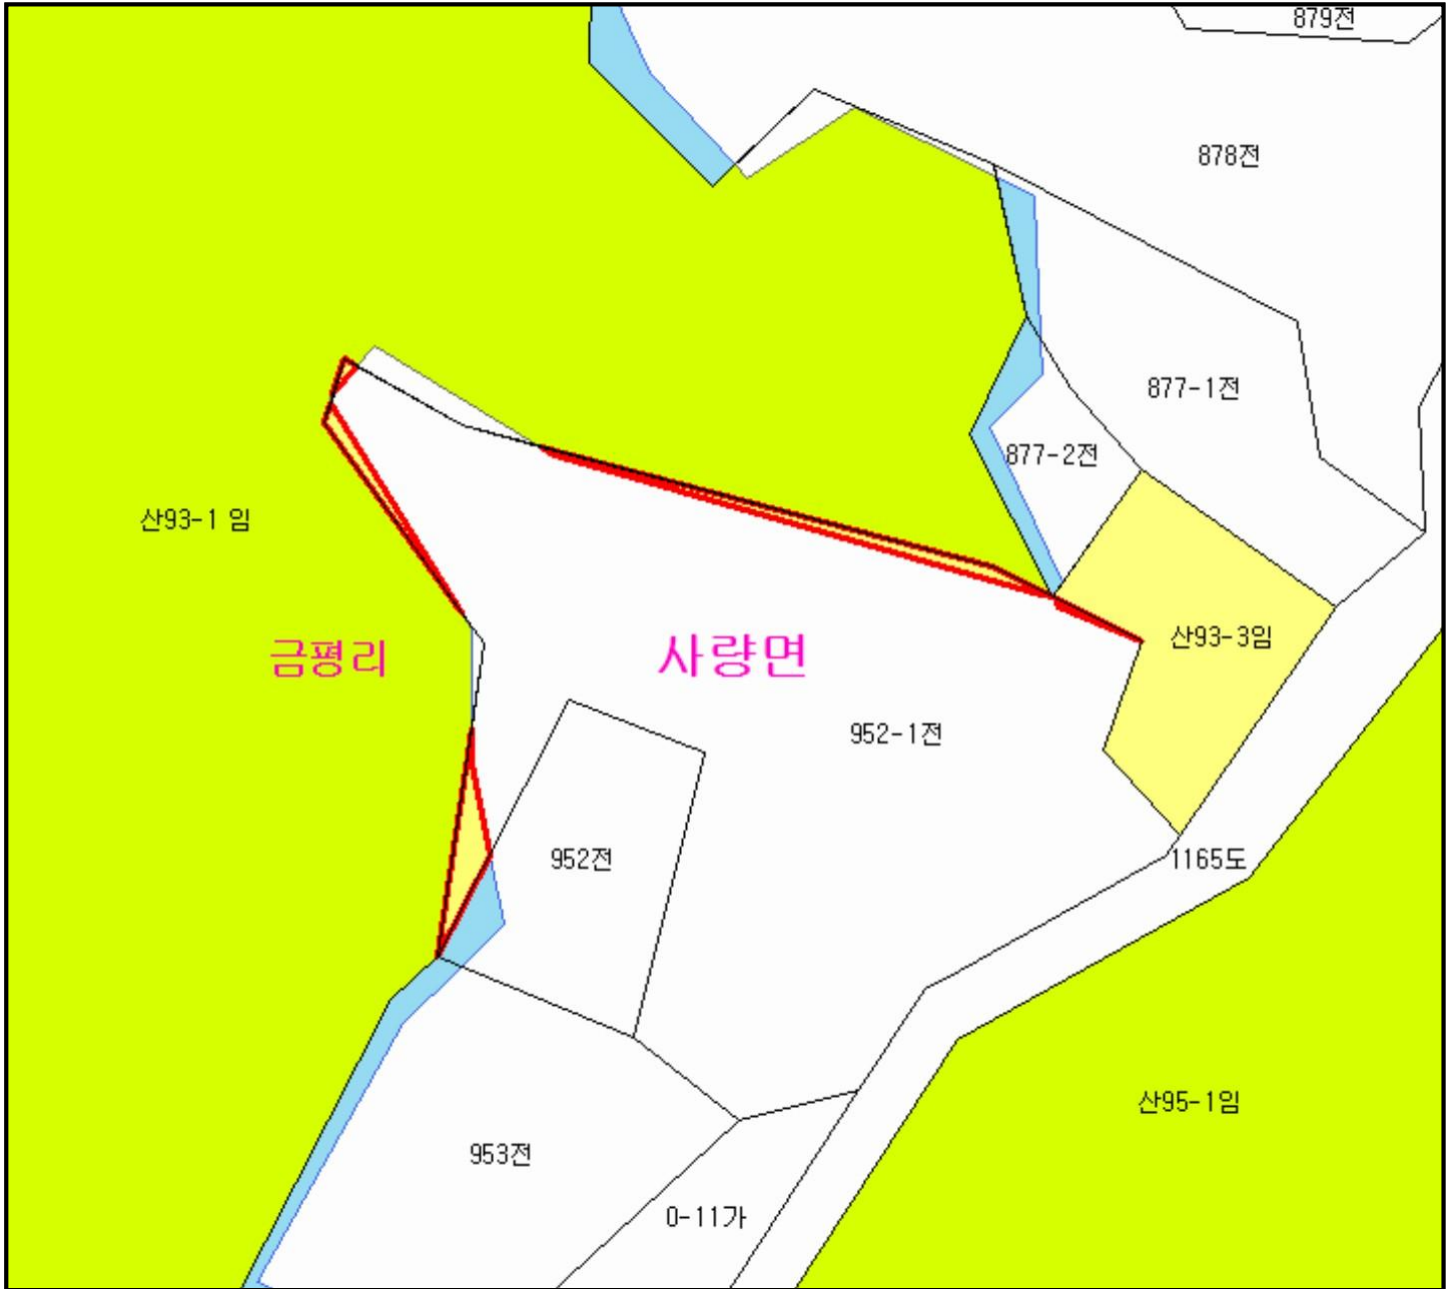 879전
878전
877-1전
877-2전
산93-1 임
산93-3임
금평리
사량면
952-1전
952전
1165도
산95-1임
953전
0-11가